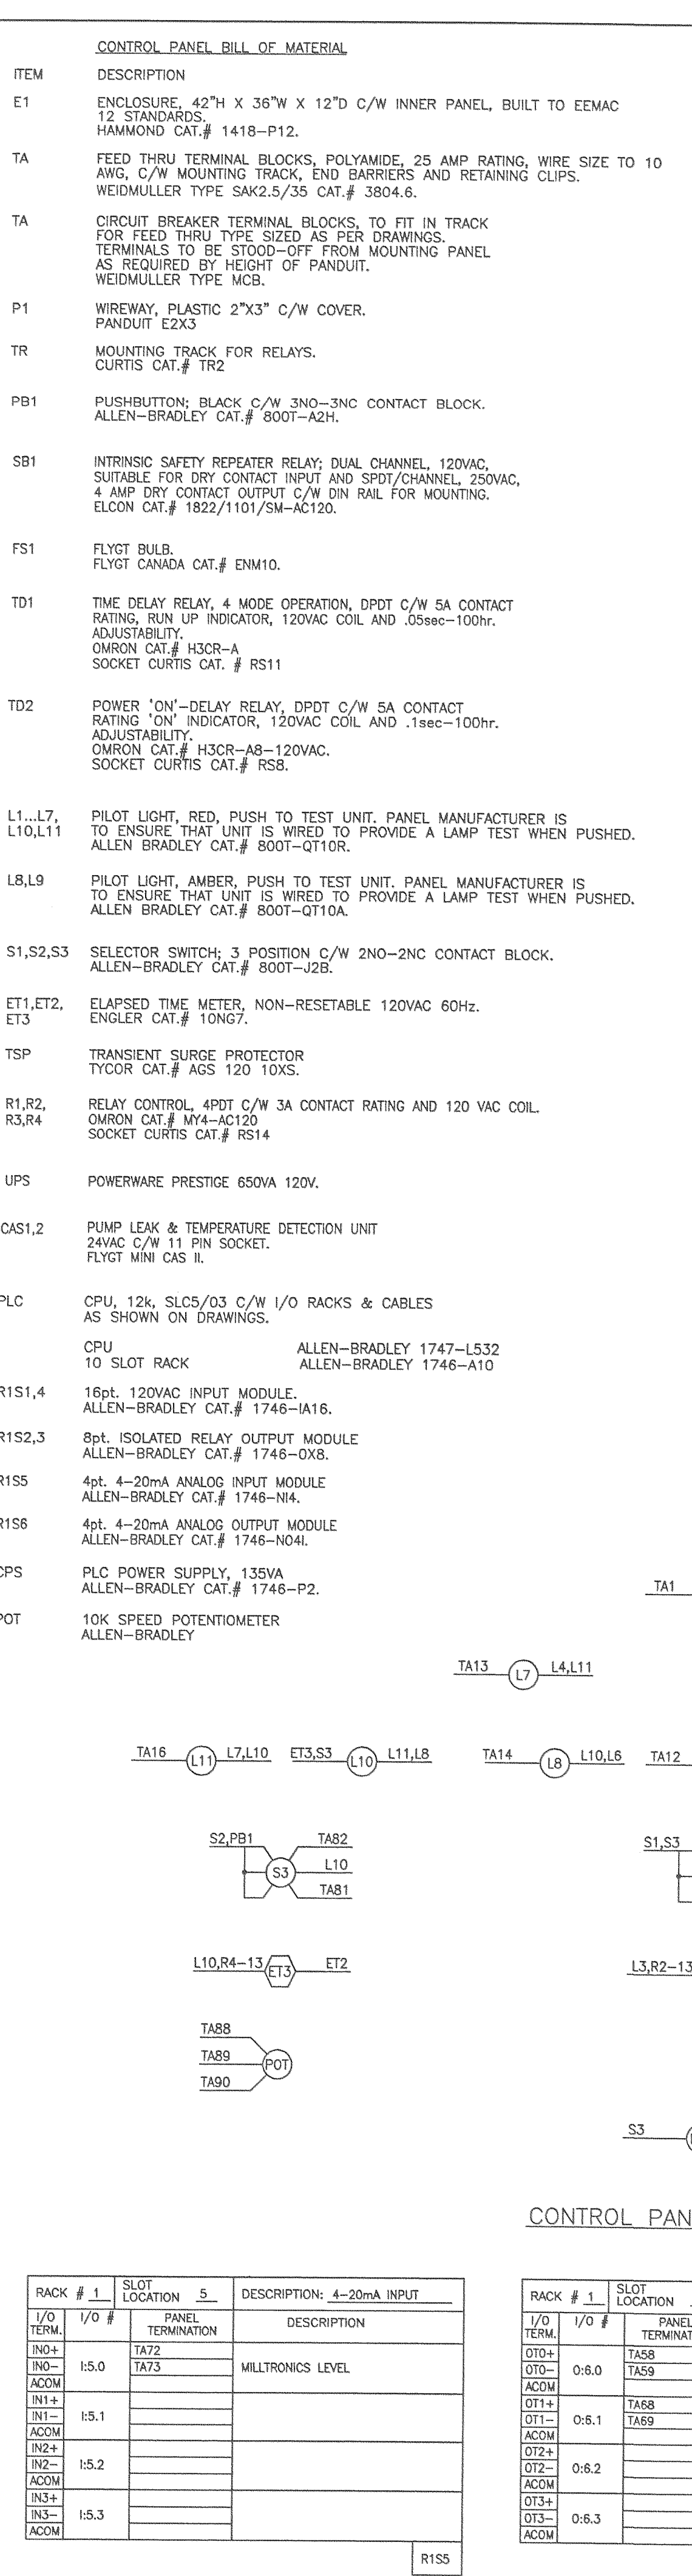 CONTROL PANEL BILL OF MATERIAL
ITEM DESCRIPTION
E1 ENCLOSURE, 42"H X 36"W X 12"D C/W INNER PANEL, BUILT TO EEMAC
12 STANDARDS.
HAMMOND CAT.# 1418-P12.
TA FEED THRU TERMINAL BLOCKS, POLYAMIDE, 25 AMP RATING, WIRE SIZE TO 10
AWG, C/W MOUNTING TRACK, END BARRIERS AND RETAINING CLIPS.
WEIDMULLER TYPE SAK2.5/35 CAT.# 3804.6.
TA CIRCUIT BREAKER TERMINAL BLOCKS, TO FIT IN TRACK
FOR FEED THRU TYPE SIZED AS PER DRAWINGS.
TERMINALS TO BE STOOD-OFF FROM MOUNTING PANEL
AS REQUIRED BY HEIGHT OF PANDUIT.
WEIDMULLER TYPE MCB.
P1 WIREWAY, PLASTIC 2"X3" C/W COVER.
PANDUIT E2X3
TR MOUNTING TRACK FOR RELAYS.
CURTIS CAT.# TR2
PB1 PUSHBUTTON; BLACK C/W 3NO-3NC CONTACT BLOCK.
ALLEN-BRADLEY CAT.# 800T-A2H.
SB1 INTRINSIC SAFETY REPEATER RELAY; DUAL CHANNEL, 120VAC,
SUITABLE FOR DRY CONTACT INPUT AND SPDT/CHANNEL, 250VAC,
4 AMP DRY CONTACT OUTPUT C/W DIN RAIL FOR MOUNTING.
ELCON CAT.# 1822/1101/SM-AC120.
FS1 FLYGT BULB.
FLYGT CANADA CAT.# ENM10.
TD1 TIME DELAY RELAY, 4 MODE OPERATION, DPDT C/W 5A CONTACT
RATING, RUN UP INDICATOR, 120VAC COIL AND .05sec-100hr.
ADJUSTABILITY.
OMRON CAT.# H3CR-A
SOCKET CURTIS CAT. # RS11
TD2 POWER 'ON'-DELAY RELAY, DPDT C/W 5A CONTACT
RATING 'ON' INDICATOR, 120VAC COIL AND .1sec-100hr.
ADJUSTABILITY.
OMRON CAT.# H3CR-A8-120VAC.
SOCKET CURTIS CAT.# RS8.
L1...L7, PILOT LIGHT, RED, PUSH TO TEST UNIT. PANEL MANUFACTURER IS
L10,L11 TO ENSURE THAT UNIT IS WIRED TO PROVIDE A LAMP TEST WHEN PUSHED.
ALLEN BRADLEY CAT.# 800T-QT10R.
L8,L9 PILOT LIGHT, AMBER, PUSH TO TEST UNIT. PANEL MANUFACTURER IS
TO ENSURE THAT UNIT IS WIRED TO PROVIDE A LAMP TEST WHEN PUSHED.
ALLEN BRADLEY CAT.# 800T-QT10A.
S1,S2,S3 SELECTOR SWITCH; 3 POSITION C/W 2NO-2NC CONTACT BLOCK.
ALLEN-BRADLEY CAT.# 800T-J2B.
ET1,ET2, ELAPSED TIME METER, NON-RESETABLE 120VAC 60Hz.
ET3 ENGLER CAT.# 10NG7.
TSP TRANSIENT SURGE PROTECTOR
TYCOR CAT.# AGS 120 10XS.
R1,R2, RELAY CONTROL, 4PDT C/W 3A CONTACT RATING AND 120 VAC COIL.
R3,R4 OMRON CAT.# MY4-AC120
SOCKET CURTIS CAT.# RS14
UPS POWERWARE PRESTIGE 650VA 120V.
CAS1,2 PUMP LEAK & TEMPERATURE DETECTION UNIT
24VAC C/W 11 PIN SOCKET.
FLYGT MINI CAS II.
PLC CPU, 12k, SLC5/03 C/W I/O RACKS & CABLES
AS SHOWN ON DRAWINGS.
CPU ALLEN-BRADLEY 1747-L532
10 SLOT RACK ALLEN-BRADLEY 1746-A10
R1S1,4 16pt. 120VAC INPUT MODULE.
ALLEN-BRADLEY CAT.# 1746-IA16.
R1S2,3 8pt. ISOLATED RELAY OUTPUT MODULE
ALLEN-BRADLEY CAT.# 1746-OX8.
R1S5 4pt. 4-20mA ANALOG INPUT MODULE
ALLEN-BRADLEY CAT.# 1746-NI4.
R1S6 4pt. 4-20mA ANALOG OUTPUT MODULE
ALLEN-BRADLEY CAT.# 1746-NO4I.
CPS PLC POWER SUPPLY, 135VA
ALLEN-BRADLEY CAT.# 1746-P2.
TA1
POT 10K SPEED POTENTIOMETER
ALLEN-BRADLEY
TA13 L7 L4,L11
TA16 L11 L7,L10 ET3,S3 L10 L11,L8 TA14 L8 L10,L6 TA12
S2,PB1 TA82 S1,S3
S3 L10
TA81
L10,R4-13 ET3 ET2 L3,R2-13
TA88
TA89 POT
TA90
S3
CONTROL PAN
RACK # 1 SLOT LOCATION 5 DESCRIPTION: 4-20mA INPUT
I/O TERM. I/O # PANEL TERMINATION DESCRIPTION
IN0+ TA72
IN0- I:5.0 TA73 MILLTRONICS LEVEL
ACOM
IN1+
IN1- I:5.1
ACOM
IN2+
IN2- I:5.2
ACOM
IN3+
IN3- I:5.3
ACOM
R1S5
RACK # 1 SLOT LOCATION
I/O TERM. I/O # PANEL TERMINAT
OT0+ TA58
OT0- O:6.0 TA59
ACOM
OT1+ TA68
OT1- O:6.1 TA69
ACOM
OT2+
OT2- O:6.2
ACOM
OT3+
OT3- O:6.3
ACOM